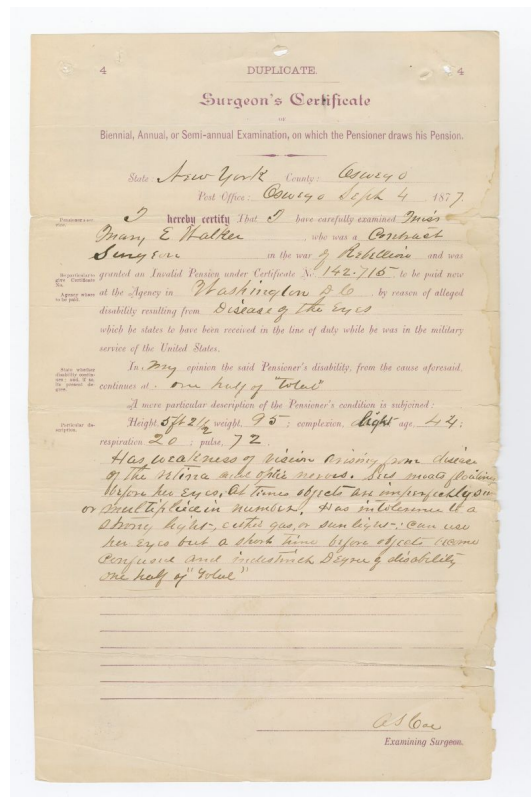 4 DUPLICATE. 4
Surgeon's Certificate
OF
Biennial, Annual, or Semi-annual Examination, on which the Pensioner draws his Pension.
State: New York County: Oswego
Post Office: Oswego Sept 4 1877
I hereby certify That I have carefully examined Miss
Mary E Walker who was a Contract
Surgeon in the war of Rebellion and was
granted an Invalid Pension under Certificate No. 142.715 to be paid now
at the Agency in Washington D C by reason of alleged
disability resulting from Disease of the Eyes
which he states to have been received in the line of duty while he was in the military
service of the United States.
In my opinion the said Pensioner's disability, from the cause aforesaid,
continues at one half of "total"
A more particular description of the Pensioner's condition is subjoined:
Height, 5 ft 2 1/2 weight, 95; complexion, light age, 44;
respiration 20; pulse, 72.
Has weakness of vision arising from disease
of the retina and optic nerves. Sees moats floating
before her Eyes, At times objects are imperfectly
or multiplied in number. Has intolerence to a
strong light, either gas, or sun light: can use
her Eyes but a short time before objects become
confused and indistinct Degree of disability
one half of "Total"
A S Coe
Examining Surgeon.